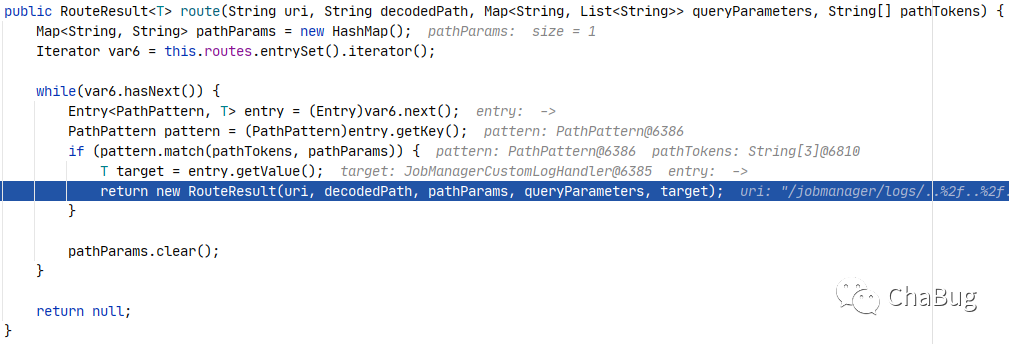 public RouteResult<T> route(String uri, String decodedPath, Map<String, List<String>> queryParameters, String[] pathTokens) {
    Map<String, String> pathParams = new HashMap();  pathParams:  size = 1
    Iterator var6 = this.routes.entrySet().iterator();

    while(var6.hasNext()) {
        Entry<PathPattern, T> entry = (Entry)var6.next();  entry:  ->
        PathPattern pattern = (PathPattern)entry.getKey();  pattern: PathPattern@6386
        if (pattern.match(pathTokens, pathParams)) {  pattern: PathPattern@6386  pathTokens: String[3]@6810
            T target = entry.getValue();  target: JobManagerCustomLogHandler@6385  entry:  ->
            return new RouteResult(uri, decodedPath, pathParams, queryParameters, target);  uri: "/jobmanager/logs/..%2f..%2f.
        }

        pathParams.clear();
    }

    return null;
}
ChaBug